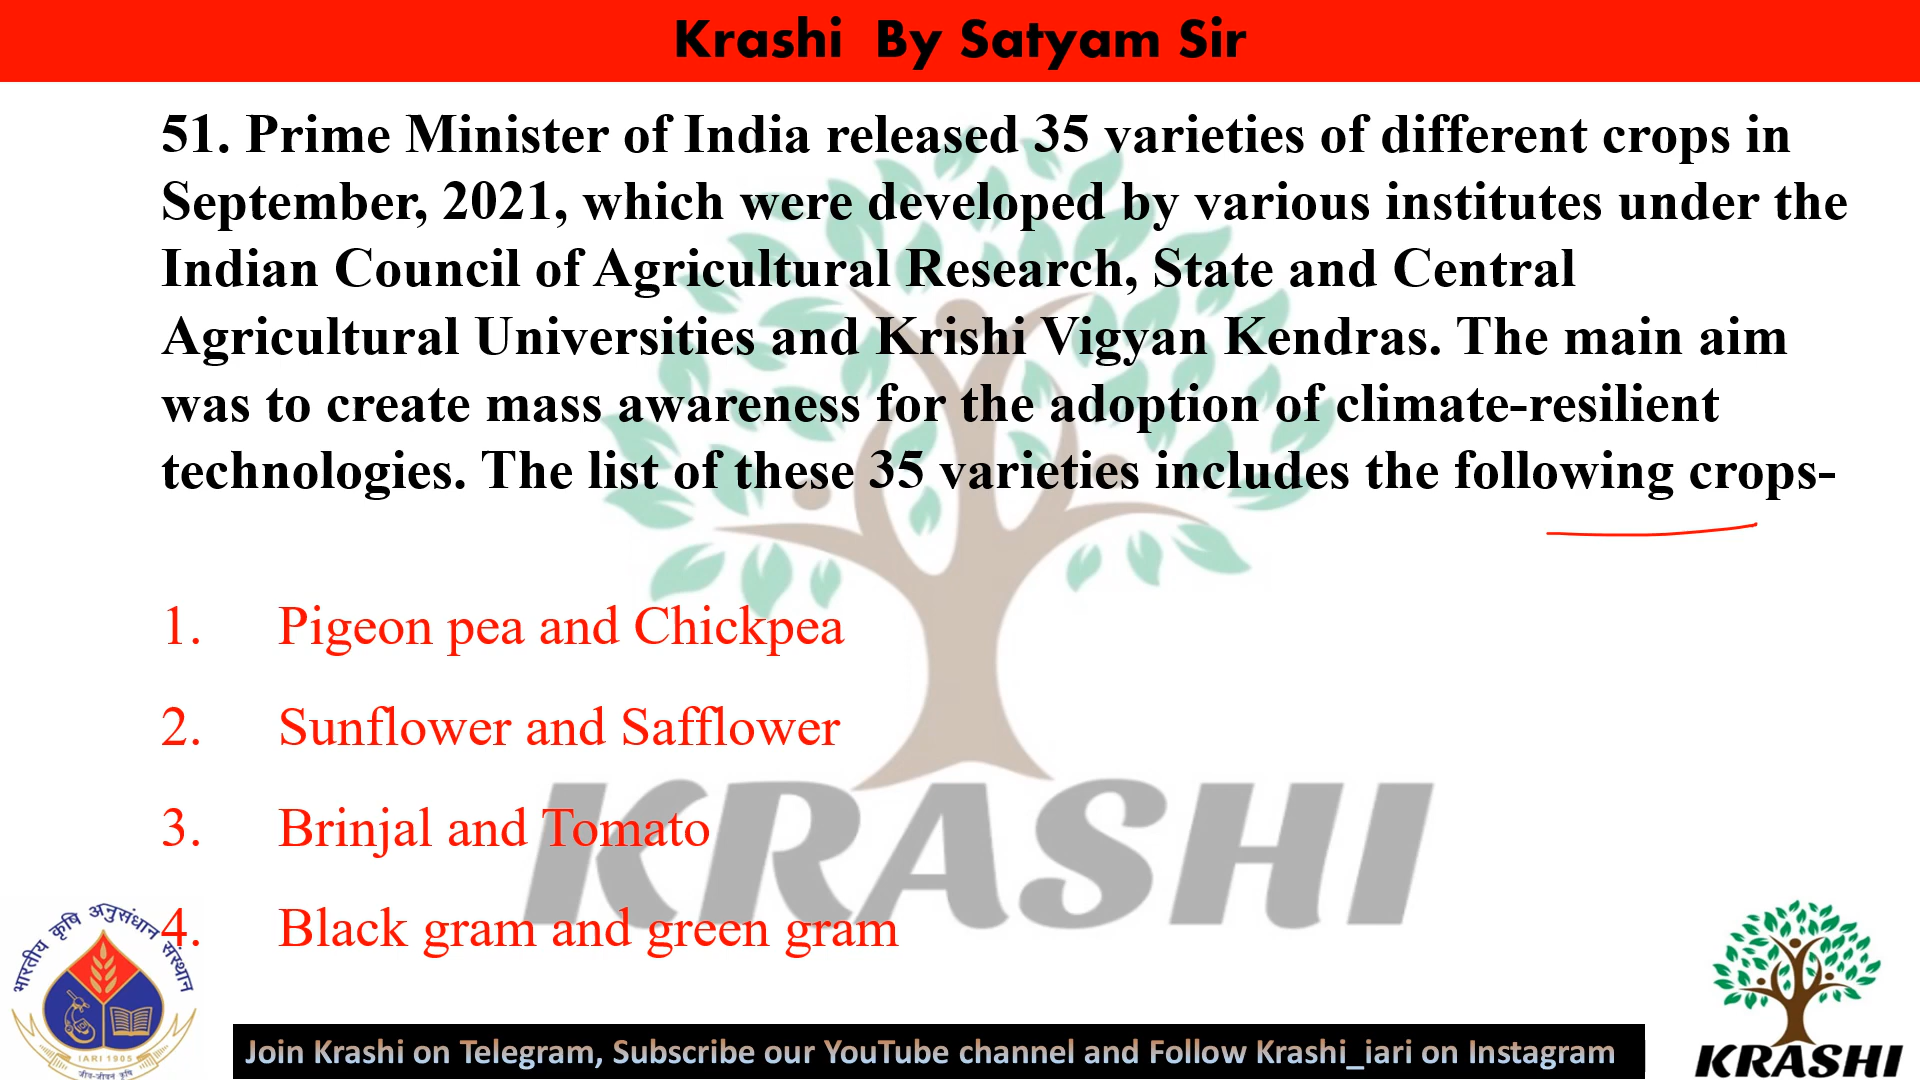 Krashi By Satyam Sir
51. Prime Minister of India released 35 varieties of different crops in
September, 2021, which were developed by various institutes under the
Indian Council of Agricultural Research, State and Central
Agricultural Universities and Krishi Vigyan Kendras. The main aim
was to create mass awareness for the adoption of climate-resilient
technologies. The list of these 35 varieties includes the following crops-
1. Pigeon pea and Chickpea
2. Sunflower and Safflower
3. Brinjal and Tomato
4. Black gram and green gram
KRASHI
भारतीय कृषि अनुसंधान संस्थान
IARI 1905
Join Krashi on Telegram, Subscribe our YouTube channel and Follow Krashi_iari on Instagram
KRASHI